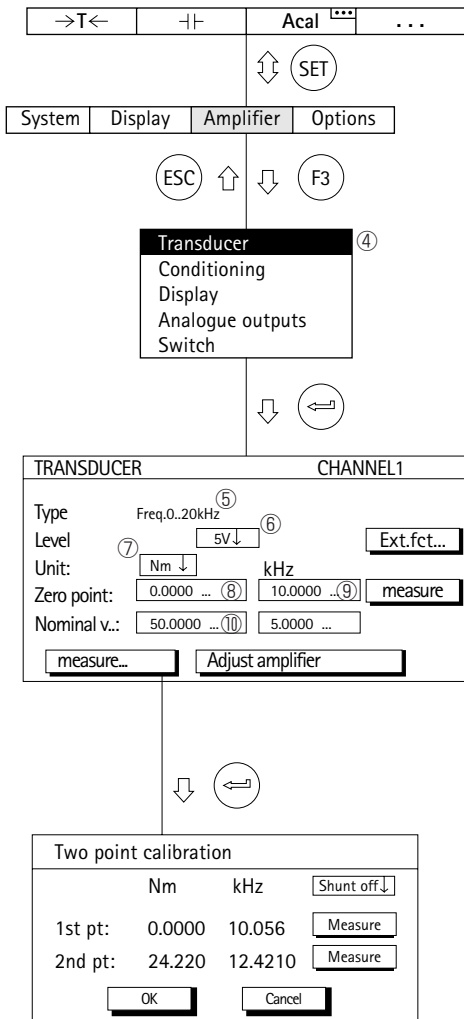 →T← ⊣⊢ Acal ... . . .
SET
System Display Amplifier Options
ESC F3
Transducer ④
Conditioning
Display
Analogue outputs
Switch
TRANSDUCER CHANNEL1
⑤
Type Freq.0..20kHz
Level 5V↓ ⑥ Ext.fct...
⑦ Unit: Nm ↓ kHz
Zero point: 0.0000 ... ⑧ 10.0000 ...⑨ measure
Nominal v..: 50.0000 ...⑩ 5.0000 ...
measure... Adjust amplifier
Two point calibration
Nm kHz Shunt off↓
1st pt: 0.0000 10.056 Measure
2nd pt: 24.220 12.4210 Measure
OK Cancel